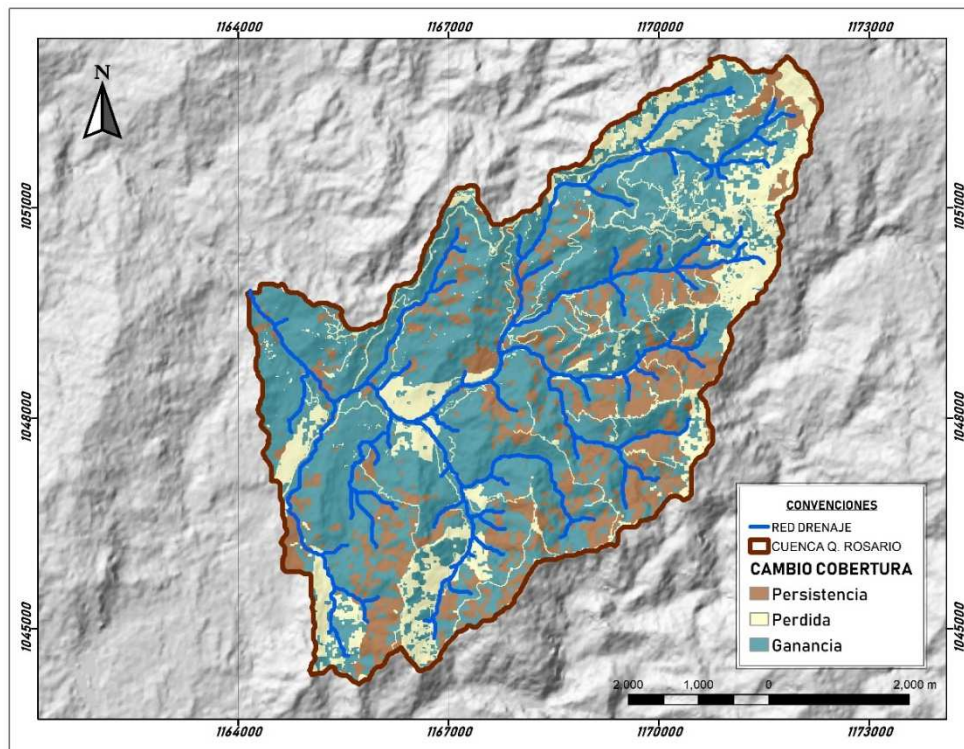 1164000 1167000 1170000 1173000
N
1051000 1051000
1048000 1048000
1045000 1045000
CONVENCIONES
RED DRENAJE
CUENCA Q. ROSARIO
CAMBIO COBERTURA
Persistencia
Perdida
Ganancia
2,000 1,000 0 2,000 m
1164000 1167000 1170000 1173000